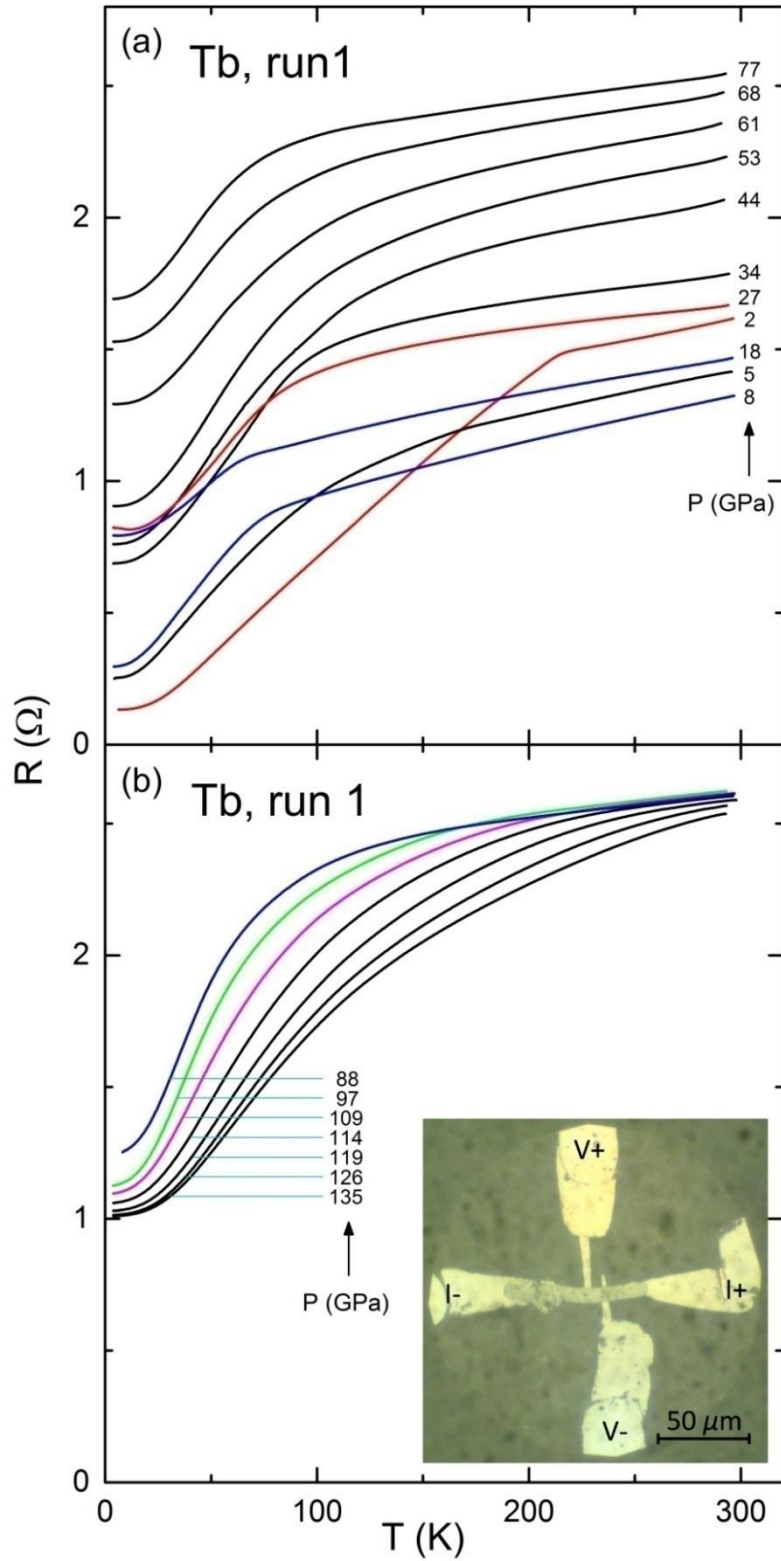 (a)
Tb, run1
77
68
61
53
44
34
27
2
18
5
8
P (GPa)
2
1
0
R (Ω)
(b)
Tb, run 1
2
88
97
109
114
119
126
135
1
P (GPa)
V+
I-
I+
V-
50 μm
0
0
100
200
300
T (K)